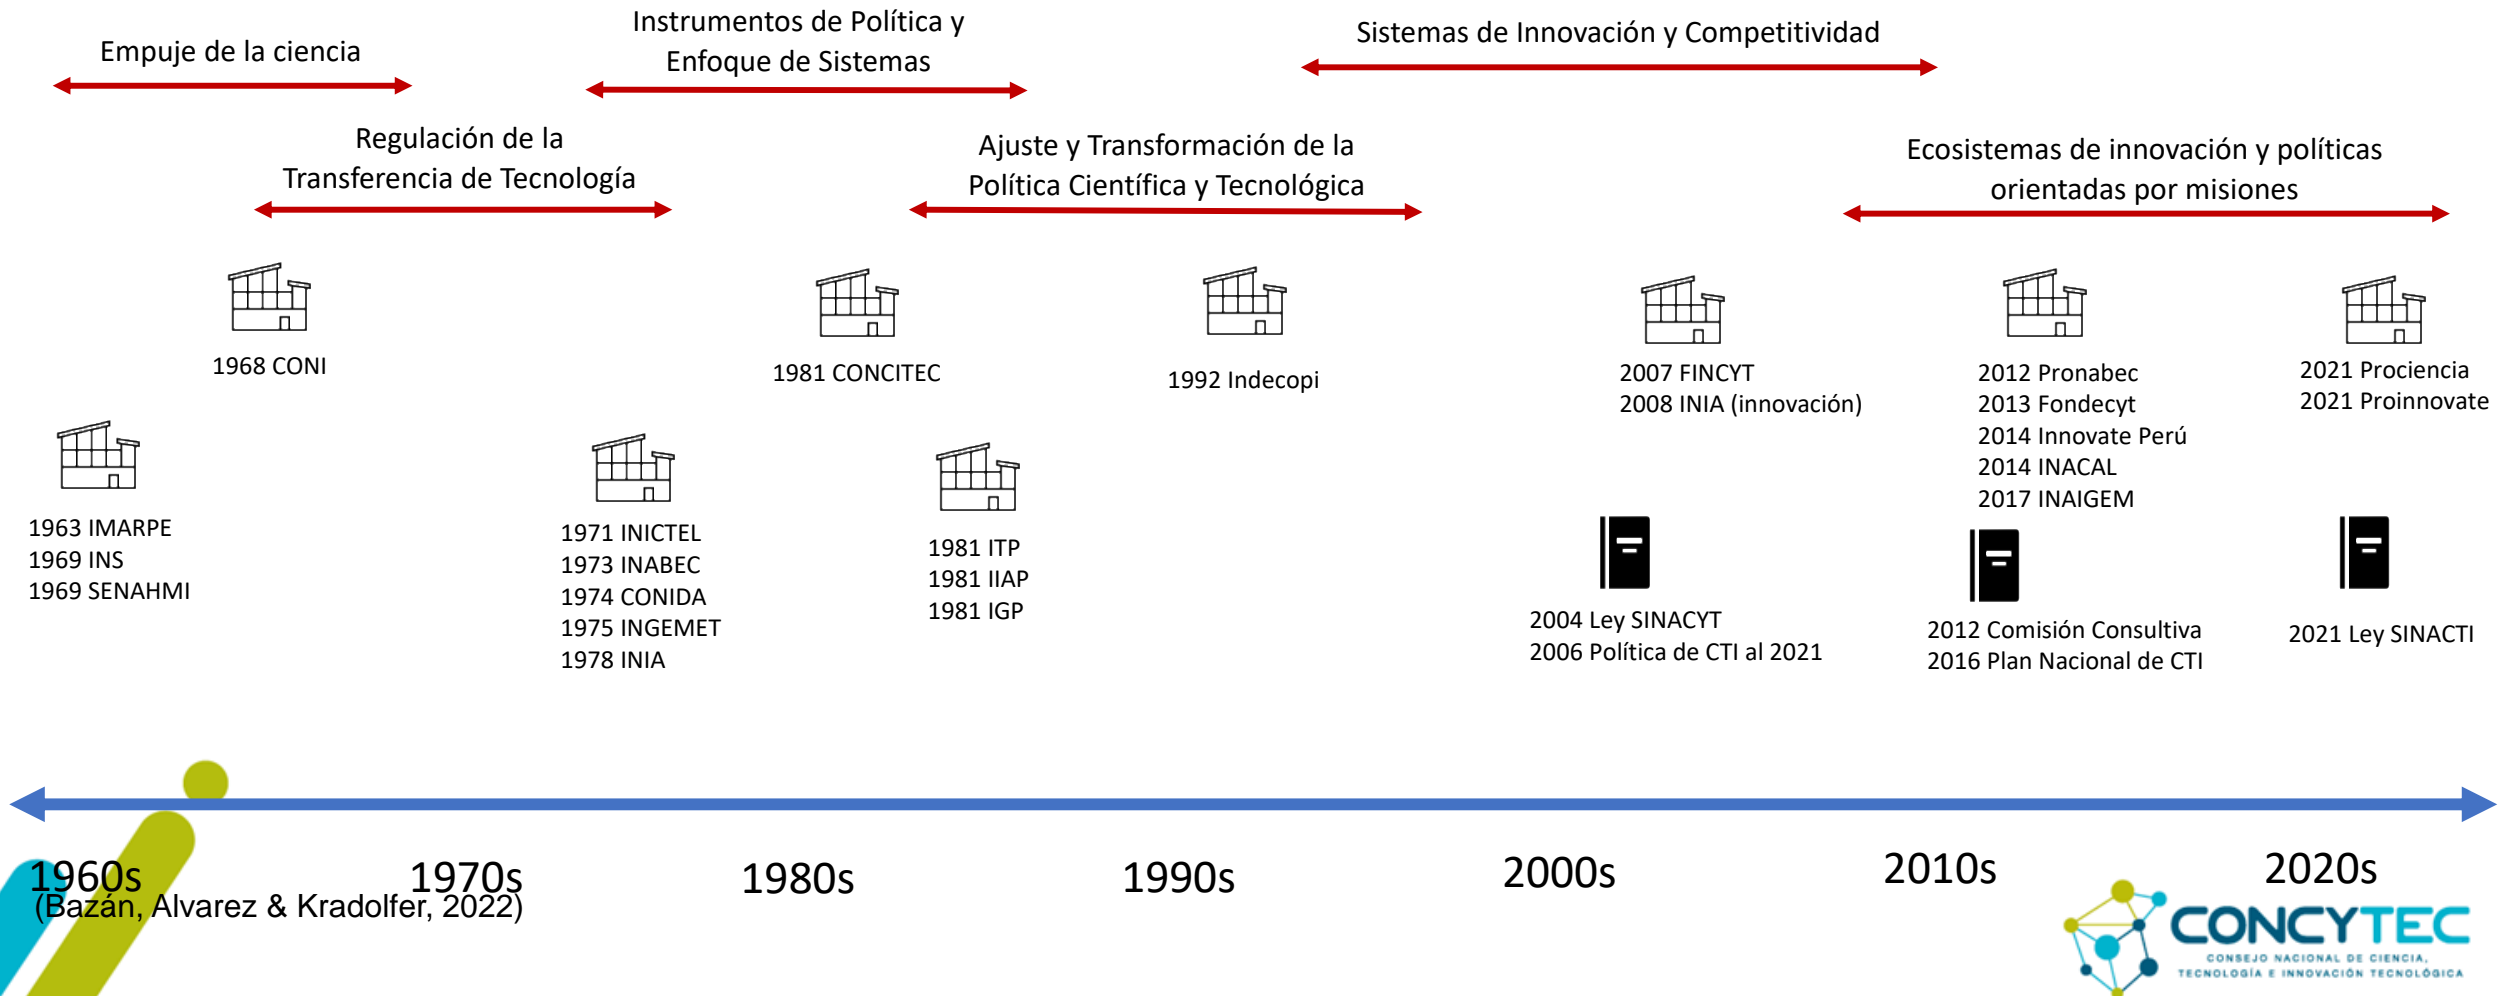 Empuje de la ciencia
Instrumentos de Política y
Enfoque de Sistemas
Sistemas de Innovación y Competitividad
Regulación de la
Transferencia de Tecnología
Ajuste y Transformación de la
Política Científica y Tecnológica
Ecosistemas de innovación y políticas
orientadas por misiones
1968 CONI
1981 CONCITEC
1992 Indecopi
2007 FINCYT
2008 INIA (innovación)
2012 Pronabec
2013 Fondecyt
2014 Innovate Perú
2014 INACAL
2017 INAIGEM
2021 Prociencia
2021 Proinnovate
1963 IMARPE
1969 INS
1969 SENAHMI
1971 INICTEL
1973 INABEC
1974 CONIDA
1975 INGEMET
1978 INIA
1981 ITP
1981 IIAP
1981 IGP
2004 Ley SINACYT
2006 Política de CTI al 2021
2012 Comisión Consultiva
2016 Plan Nacional de CTI
2021 Ley SINACTI
1960s
1970s
1980s
1990s
2000s
2010s
2020s
(Bazán, Alvarez & Kradolfer, 2022)
CONCYTEC
CONSEJO NACIONAL DE CIENCIA,
TECNOLOGÍA E INNOVACIÓN TECNOLÓGICA